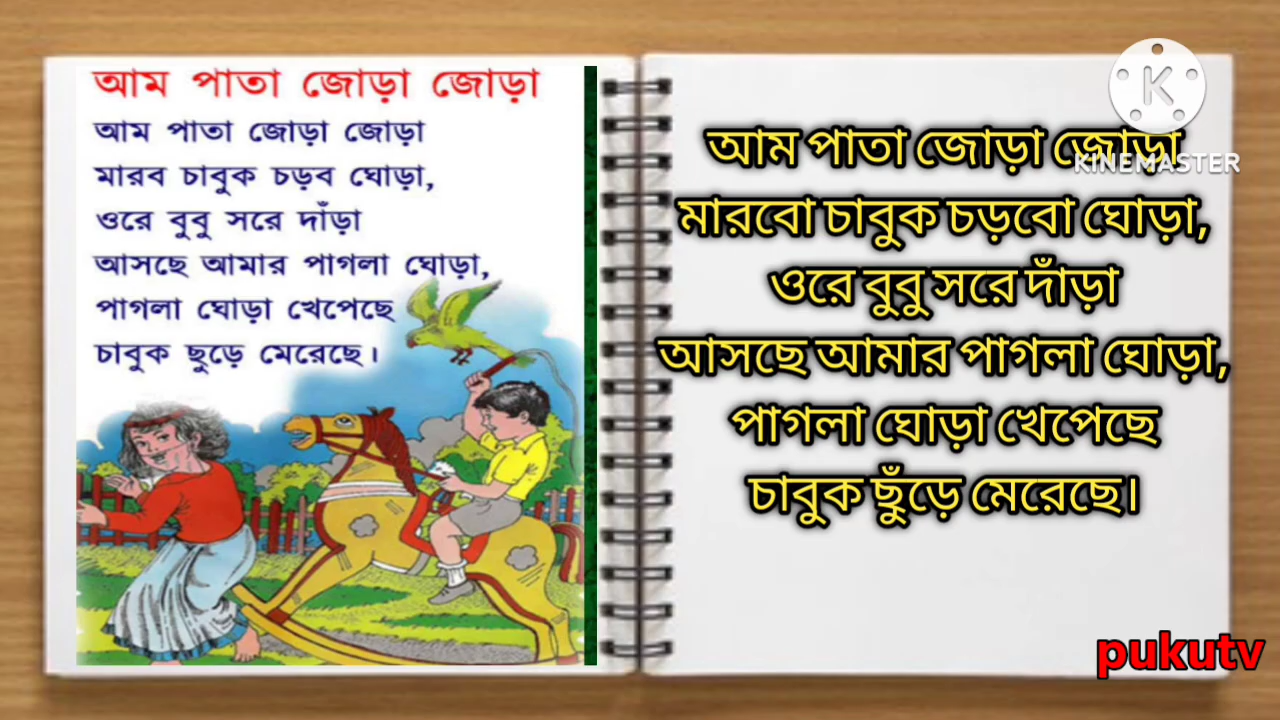 আম পাতা জোড়া জোড়া
আম পাতা জোড়া জোড়া
মারব চাবুক চড়ব ঘোড়া,
ওরে বুবু সরে দাঁড়া
আসছে আমার পাগলা ঘোড়া,
পাগলা ঘোড়া খেপেছে
চাবুক ছুড়ে মেরেছে।
আম পাতা জোড়া জোড়া
মারবো চাবুক চড়বো ঘোড়া,
ওরে বুবু সরে দাঁড়া
আসছে আমার পাগলা ঘোড়া,
পাগলা ঘোড়া খেপেছে
চাবুক ছুঁড়ে মেরেছে।
K
KINEMASTER
pukutv